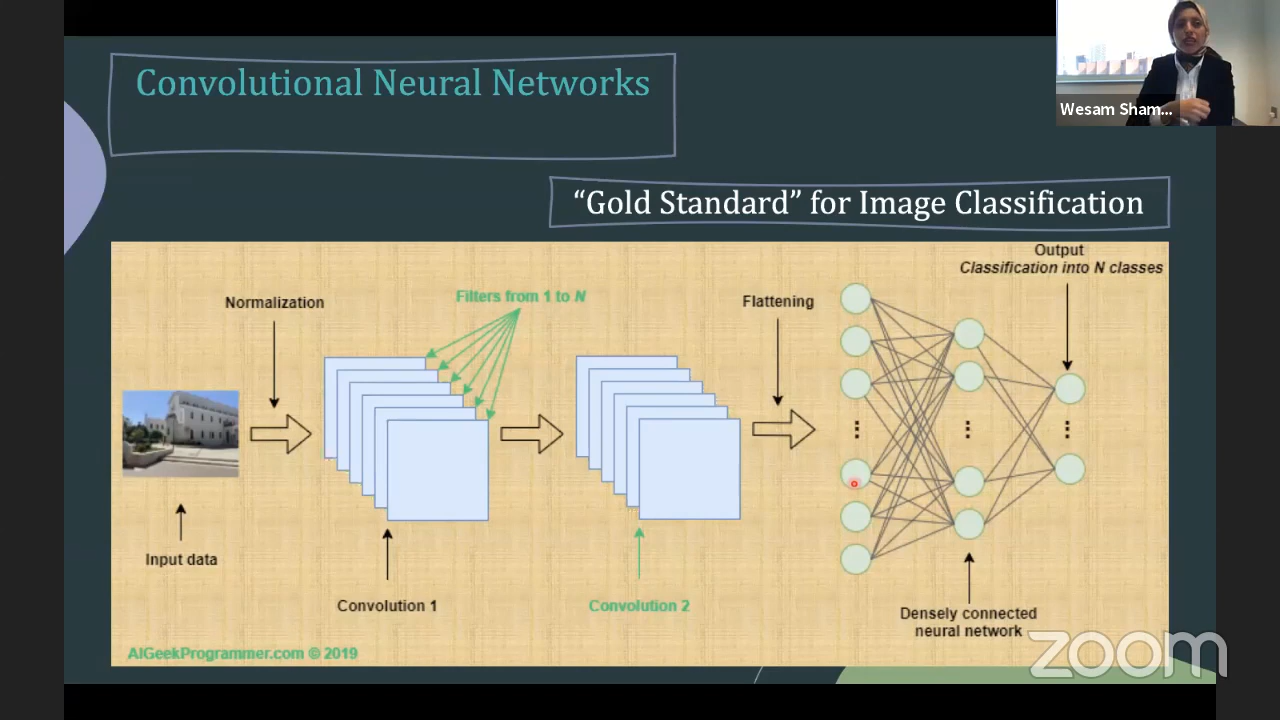 Convolutional Neural Networks
Wesam Sham...
“Gold Standard” for Image Classification
Output
Classification into N classes
Normalization
Filters from 1 to N
Flattening
Input data
Convolution 1
Convolution 2
Densely connected
neural network
AIGeekProgrammer.com © 2019
zoom